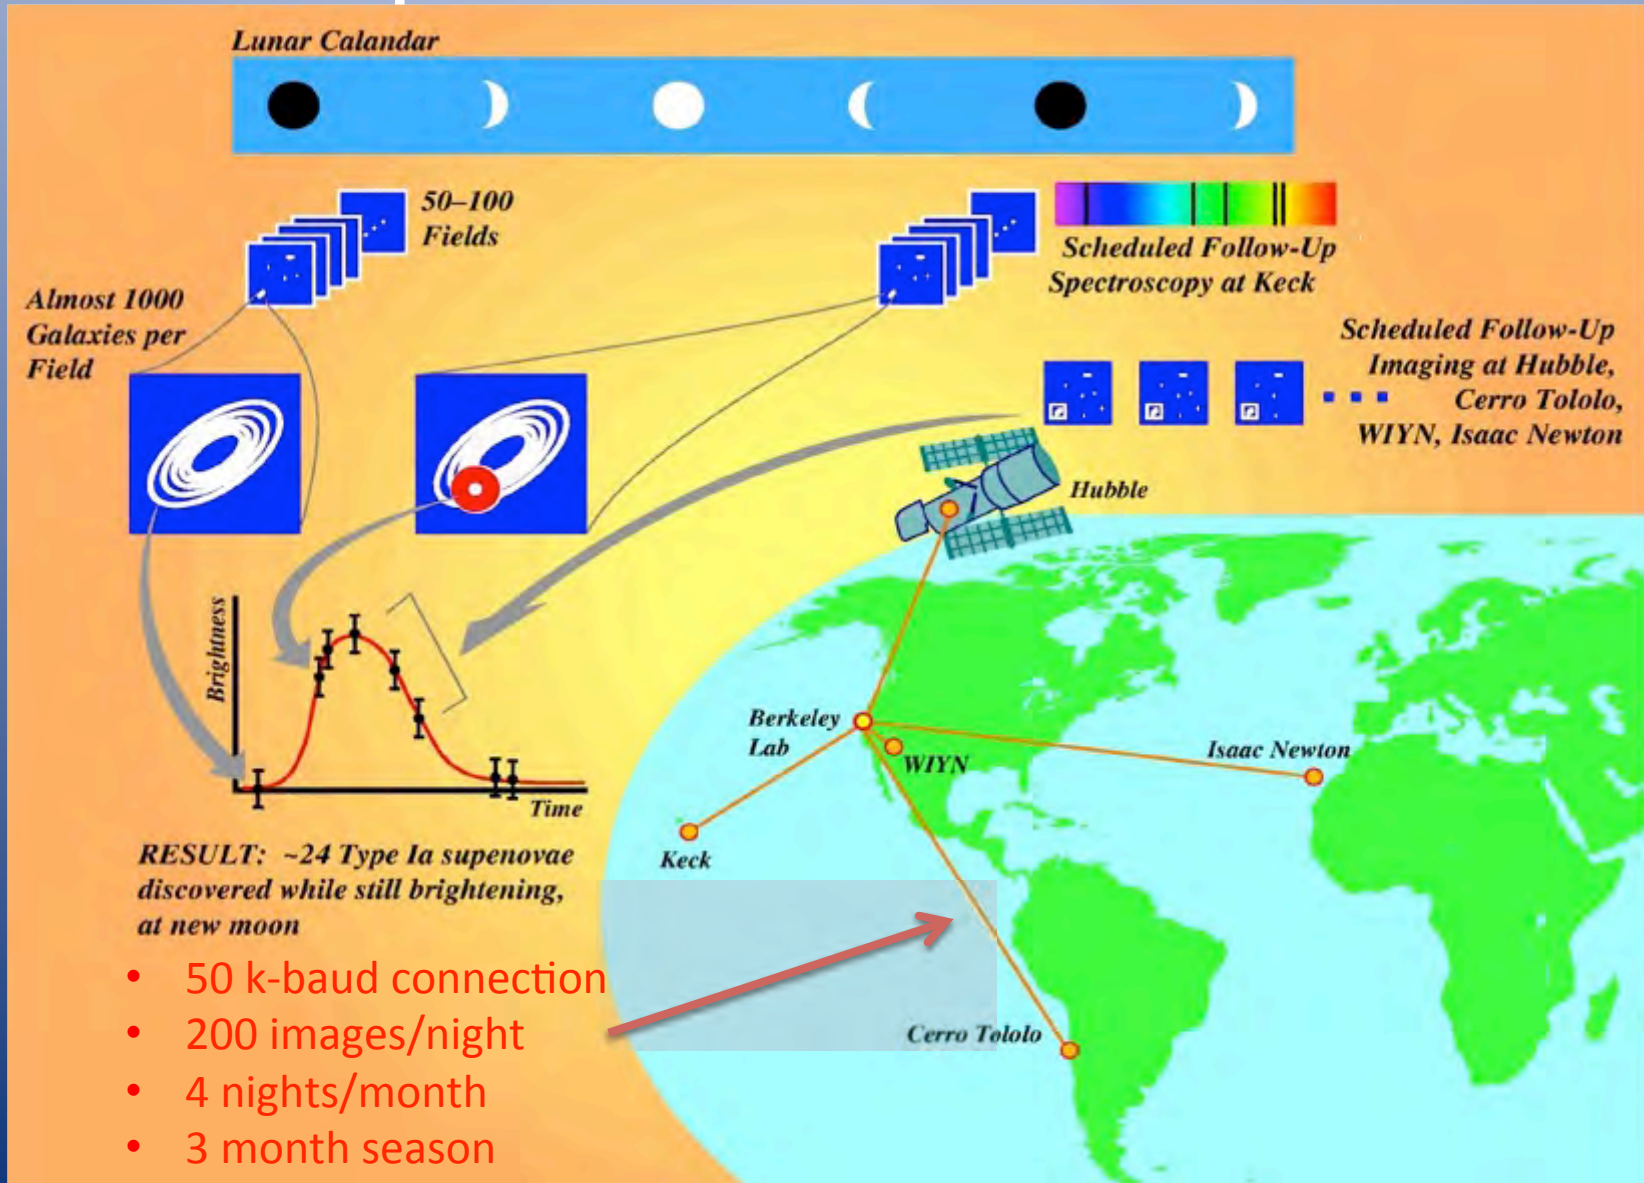 Lunar Calandar
50–100
Fields
Almost 1000
Galaxies per
Field
Scheduled Follow-Up
Spectroscopy at Keck
Scheduled Follow-Up
Imaging at Hubble,
Cerro Tololo,
WIYN, Isaac Newton
Hubble
Brightness
Time
Berkeley
Lab
WIYN
Isaac Newton
Keck
Cerro Tololo
RESULT: ~24 Type Ia supenovae
discovered while still brightening,
at new moon
• 50 k-baud connection
• 200 images/night
• 4 nights/month
• 3 month season